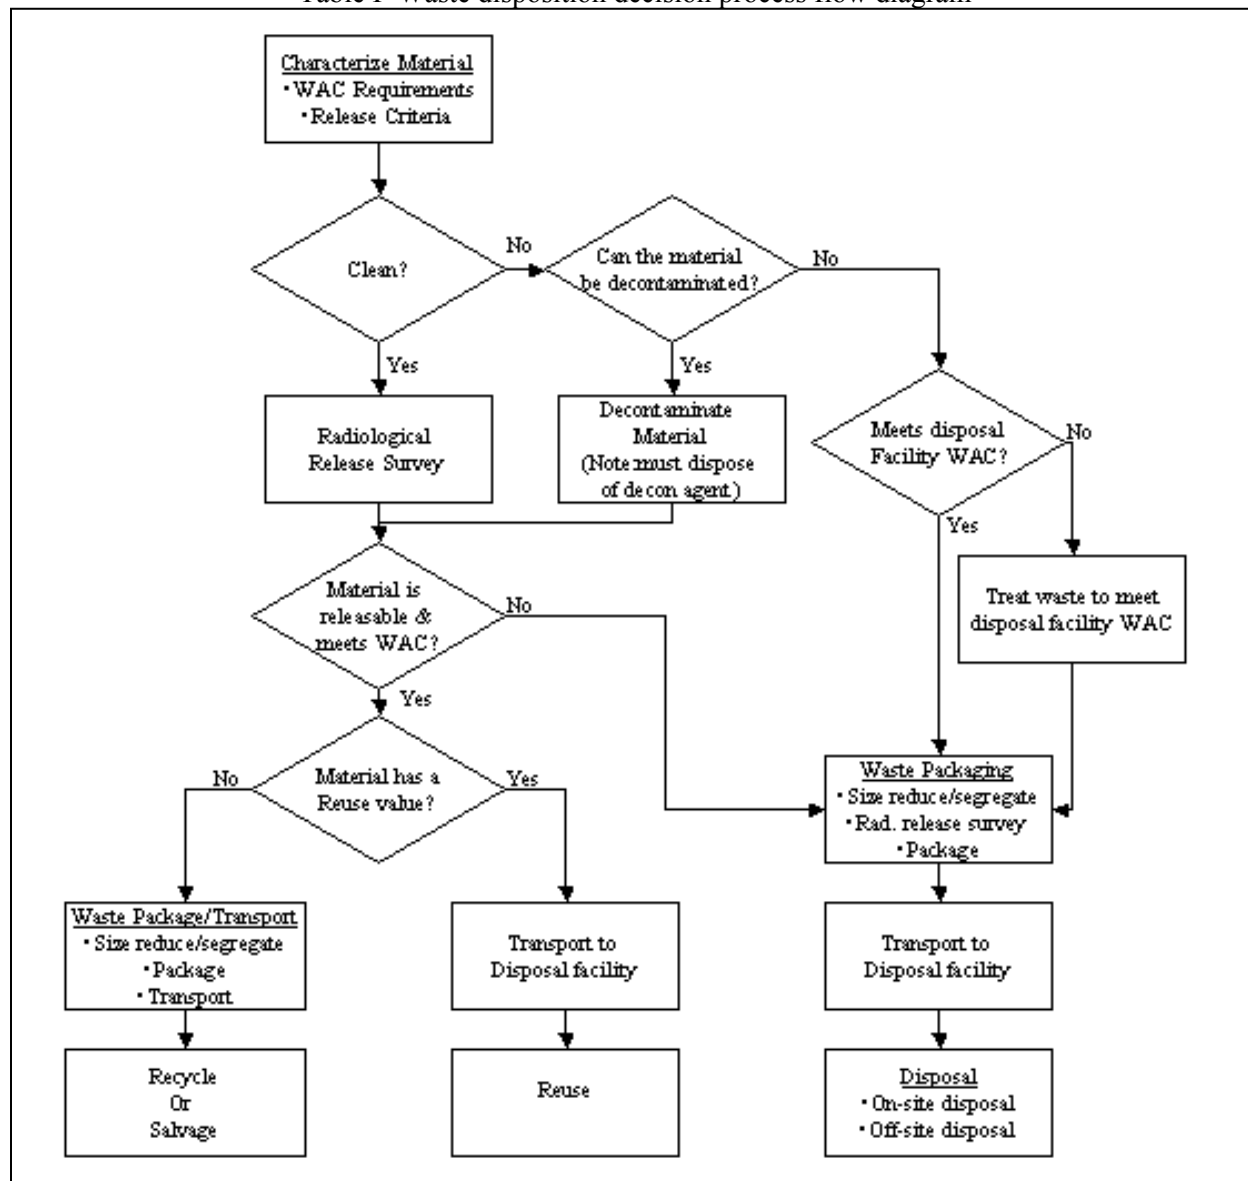 Table I  Waste disposition decision process flow diagram
Characterize Material
• WAC Requirements
• Release Criteria
Clean?
No
Can the material
be decontaminated?
No
Yes
Yes
Radiological
Release Survey
Decontaminate
Material
(Note:must dispose
of decon agent.)
Meets disposal
Facility WAC?
No
Yes
Material is
releasable &
meets WAC?
No
Treat waste to meet
disposal facility WAC
Yes
No
Material has a
Reuse value?
Yes
Waste Packaging
• Size reduce/segregate
• Rad. release survey
• Package
Waste Package/Transport
• Size reduce/segregate
• Package
• Transport
Transport to
Disposal facility
Transport to
Disposal facility
Recycle
Or
Salvage
Reuse
Disposal
• On-site disposal
• Off-site disposal